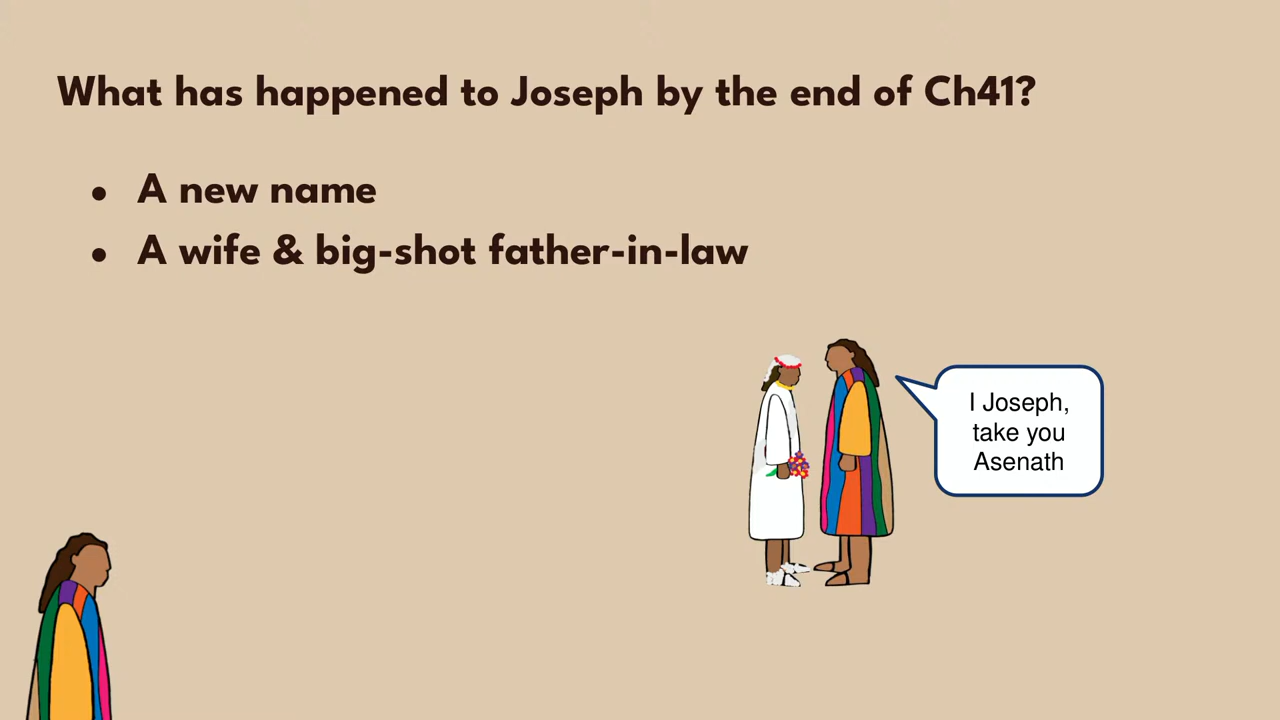 What has happened to Joseph by the end of Ch41?
• A new name
• A wife & big-shot father-in-law
I Joseph,
take you
Asenath